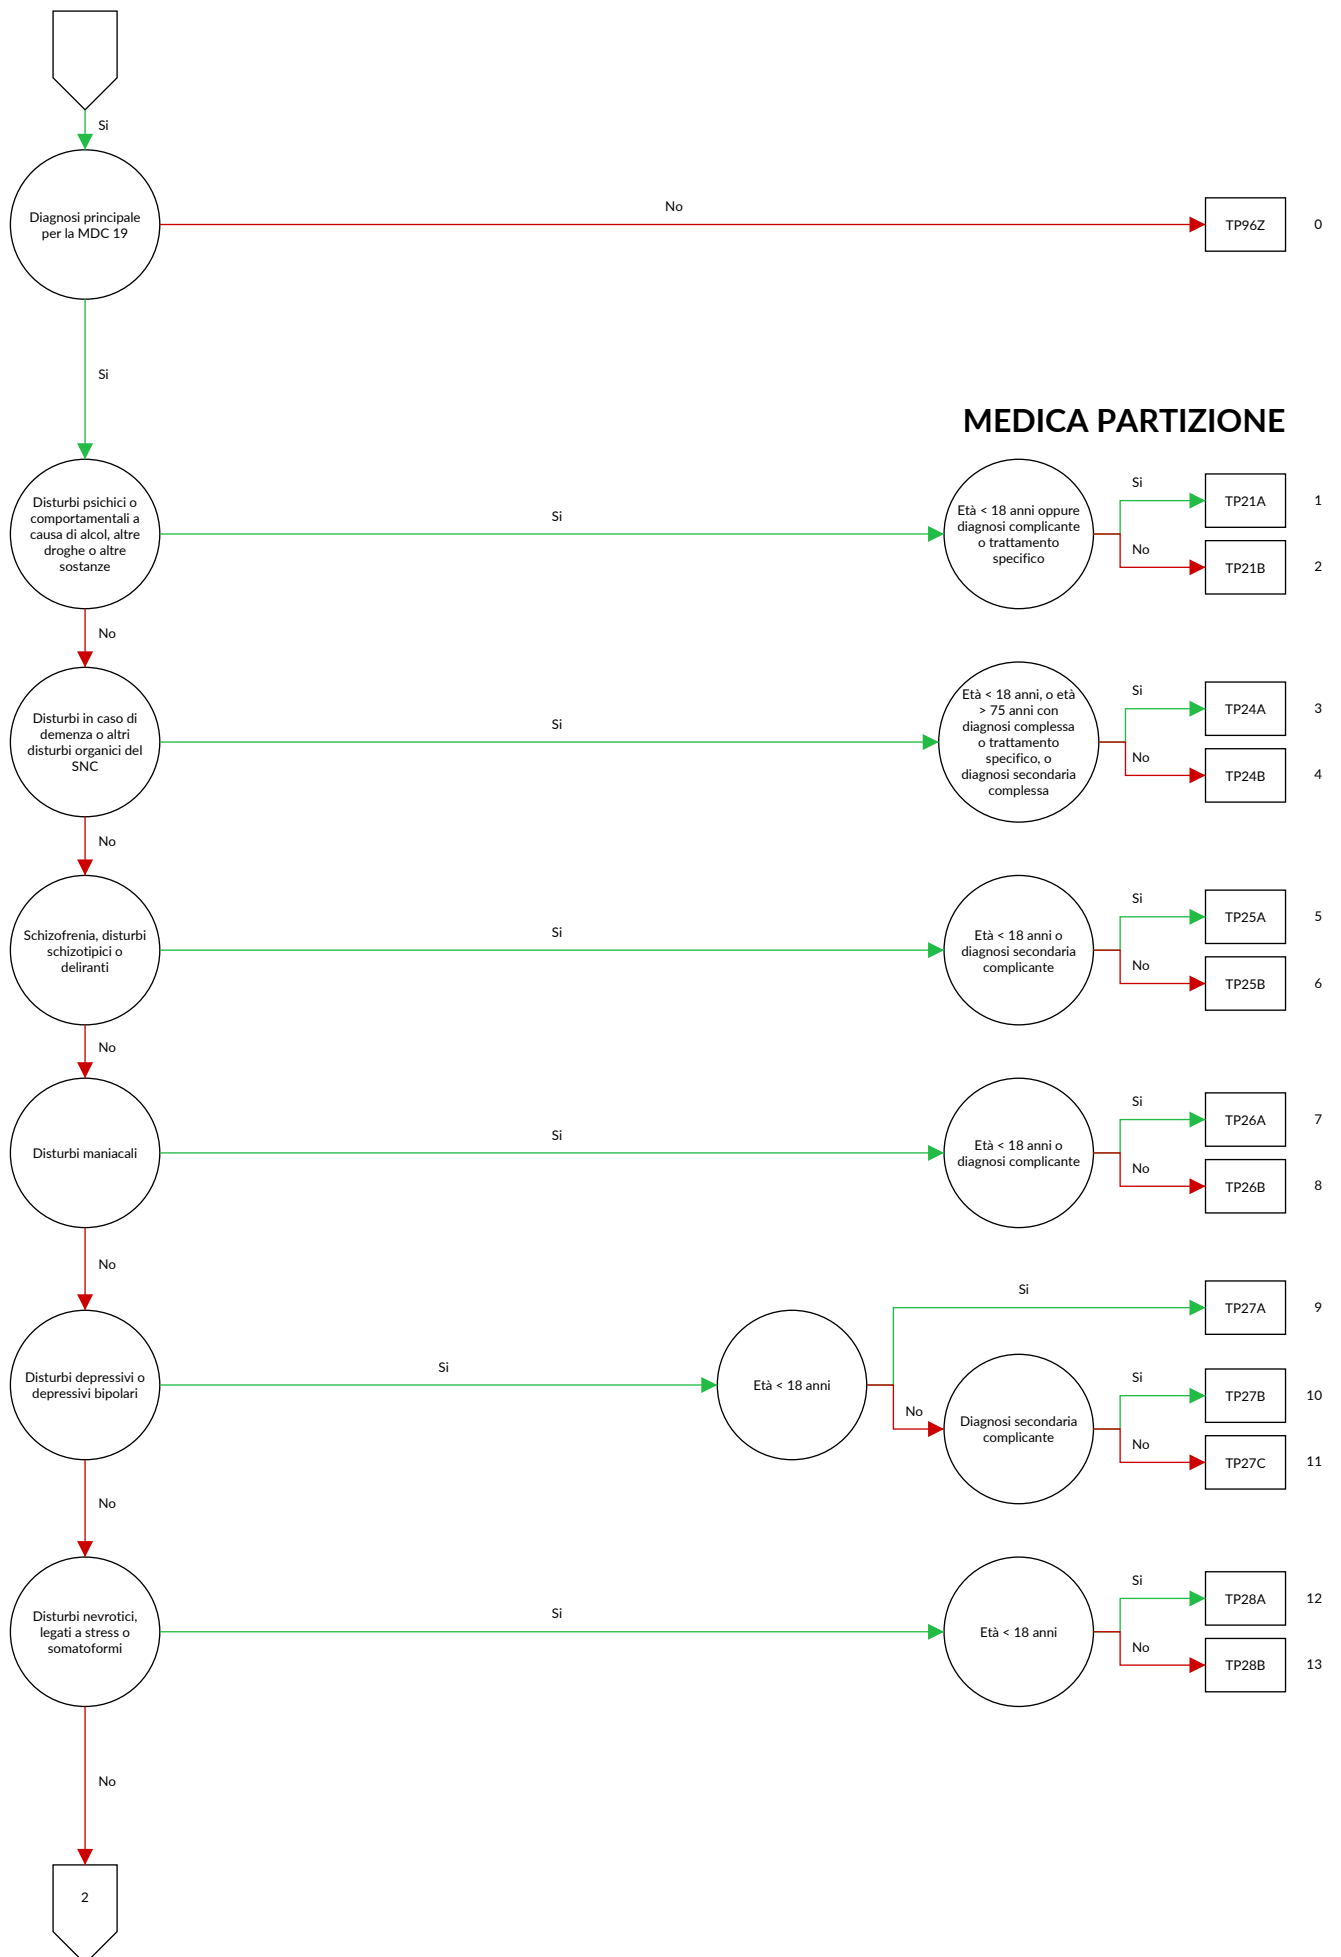 Si
Diagnosi principale
per la MDC 19
No
TP96Z
0
Si
MEDICA PARTIZIONE
Disturbi psichici o
comportamentali a
causa di alcol, altre
droghe o altre
sostanze
Si
Età < 18 anni oppure
diagnosi complicante
o trattamento
specifico
Si
TP21A
1
No
TP21B
2
No
Disturbi in caso di
demenza o altri
disturbi organici del
SNC
Si
Età < 18 anni, o età
> 75 anni con
diagnosi complessa
o trattamento
specifico, o
diagnosi secondaria
complessa
Si
TP24A
3
No
TP24B
4
No
Schizofrenia, disturbi
schizotipici o
deliranti
Si
Età < 18 anni o
diagnosi secondaria
complicante
Si
TP25A
5
No
TP25B
6
No
Disturbi maniacali
Si
Età < 18 anni o
diagnosi complicante
Si
TP26A
7
No
TP26B
8
No
Disturbi depressivi o
depressivi bipolari
Si
Età < 18 anni
Si
TP27A
9
No
Diagnosi secondaria
complicante
Si
TP27B
10
No
TP27C
11
No
Disturbi nevrotici,
legati a stress o
somatoformi
Si
Età < 18 anni
Si
TP28A
12
No
TP28B
13
No
2